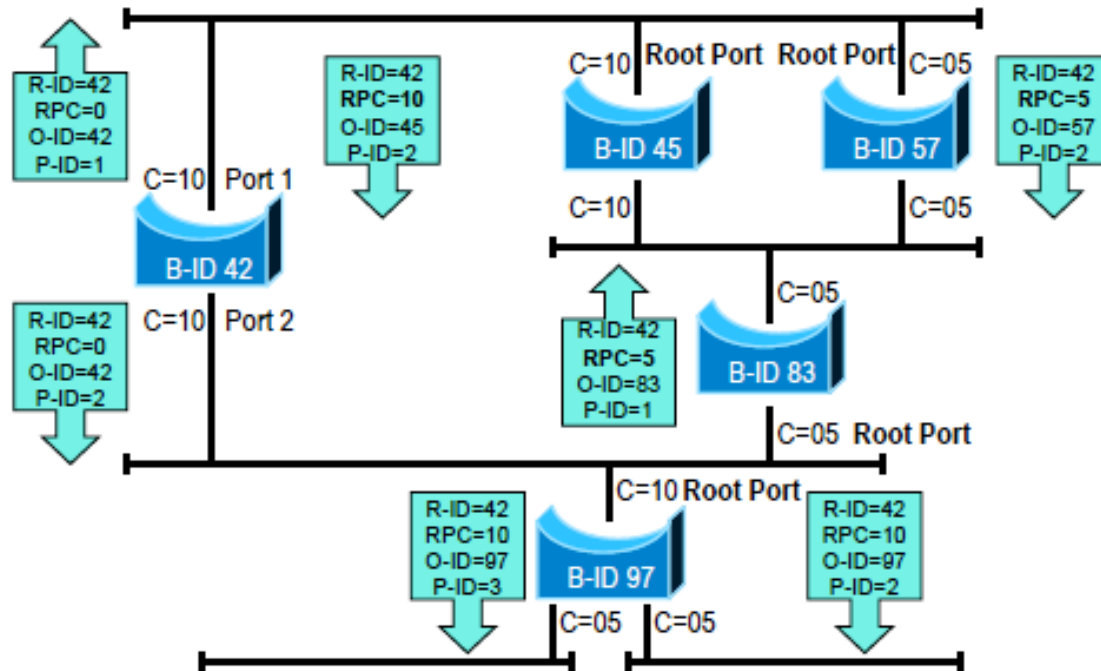 R-ID=42
RPC=0
O-ID=42
P-ID=1
R-ID=42
RPC=10
O-ID=45
P-ID=2
C=10
Root Port
Root Port
C=05
R-ID=42
RPC=5
O-ID=57
P-ID=2
B-ID 45
B-ID 57
C=10
Port 1
C=10
C=05
B-ID 42
R-ID=42
RPC=0
O-ID=42
P-ID=2
C=10
Port 2
R-ID=42
RPC=5
O-ID=83
P-ID=1
C=05
B-ID 83
C=05 Root Port
R-ID=42
RPC=10
O-ID=97
P-ID=3
C=10 Root Port
R-ID=42
RPC=10
O-ID=97
P-ID=2
B-ID 97
C=05
C=05